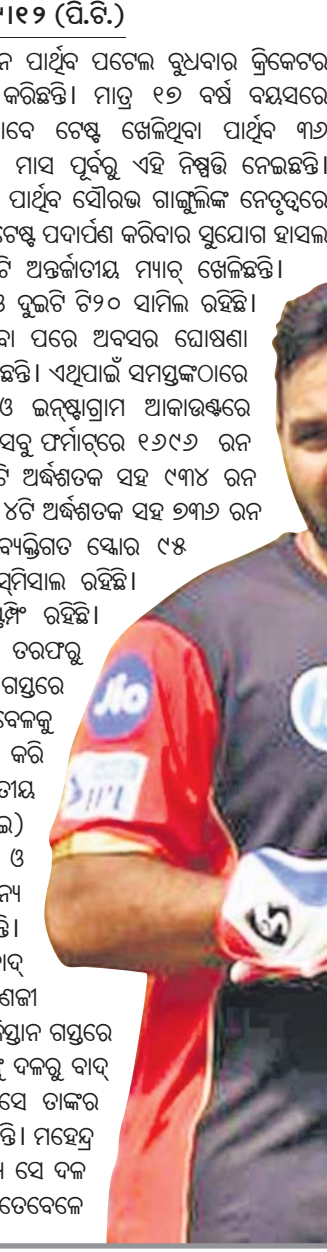 ।୧୨ (ପି.ଟି.)
ନ ପାର୍ଥିବ ପଟେଲ ବୁଧବାର କ୍ରିକେଟର
କରିଛନ୍ତି। ମାତ୍ର ୧୭ ବର୍ଷ ବୟସରେ
ାବେ ଟେଷ୍ଟ ଖେଳିଥିବା ପାର୍ଥିବ ୩୬
ମାସ ପୂର୍ବରୁ ଏହି ନିଷ୍ପତ୍ତି ନେଇଛନ୍ତି।
ପାର୍ଥିବ ସୌରଭ ଗାଙ୍ଗୁଲିଙ୍କ ନେତୃତ୍ୱରେ
ଟେଷ୍ଟ ପଦାର୍ପଣ କରିବାର ସୁଯୋଗ ହାସଲ
ଟି ଅନ୍ତର୍ଜାତୀୟ ମ୍ୟାଚ୍ ଖେଳିଛନ୍ତି।
ଓ ଦୁଇଟି ଟି୨୦ ସାମିଲ ରହିଛି।
ବା ପରେ ଅବସର ଘୋଷଣା
ଛନ୍ତି। ଏଥିପାଇଁ ସମସ୍ତଙ୍କଠାରେ
ଓ ଇନ୍‌ଷ୍ଟାଗ୍ରାମ ଆକାଉଣ୍ଟରେ
ସବୁ ଫର୍ମାଟ୍‌ରେ ୧୬୯୬ ରନ
ଟି ଅର୍ଦ୍ଧଶତକ ସହ ୯୩୪ ରନ
୪ଟି ଅର୍ଦ୍ଧଶତକ ସହ ୭୩୬ ରନ
ବ୍ୟକ୍ତିଗତ ସ୍କୋର ୯୫
ସ୍‌ମିସାଲ ରହିଛି।
ମ୍ପିଂ ରହିଛି।
ତରଫରୁ
ଗସ୍ତରେ
ବେଳକୁ
କରି
ତୀୟ
ଇ)
ଓ
ନ୍ୟ
ତି।
ାଦ୍
ଣଜୀ
କିସ୍ତାନ ଗସ୍ତରେ
ଙ୍କୁ ଦଳରୁ ବାଦ୍
ସେ ତାଙ୍କର
ନ୍ତି। ମହେନ୍ଦ୍ର
ସେ ଦଳ
ତେବେଳେ
Jio
IPL